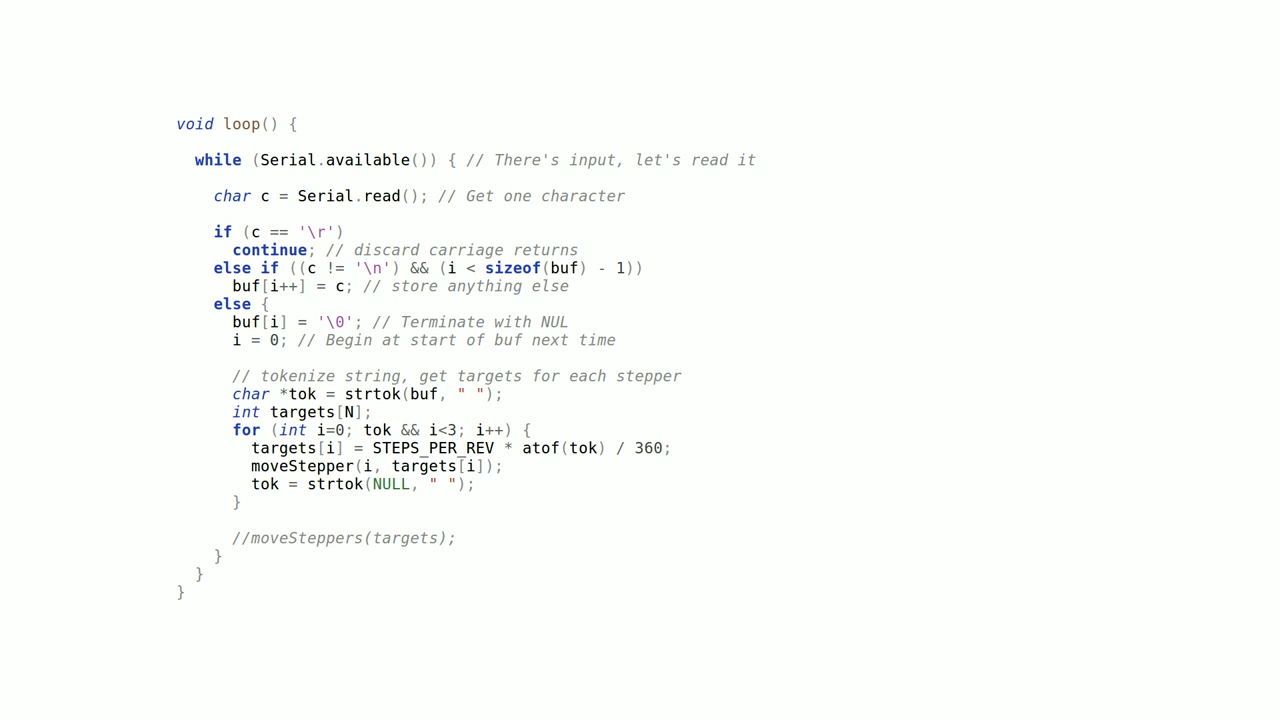 void loop() {
while (Serial.available()) { // There's input, let's read it
char c = Serial.read(); // Get one character
if (c == '\r')
continue; // discard carriage returns
else if ((c != '\n') && (i < sizeof(buf) - 1))
buf[i++] = c; // store anything else
else {
buf[i] = '\0'; // Terminate with NUL
i = 0; // Begin at start of buf next time
// tokenize string, get targets for each stepper
char *tok = strtok(buf, " ");
int targets[N];
for (int i=0; tok && i<3; i++) {
targets[i] = STEPS_PER_REV * atof(tok) / 360;
moveStepper(i, targets[i]);
tok = strtok(NULL, " ");
}
//moveSteppers(targets);
}
}
}